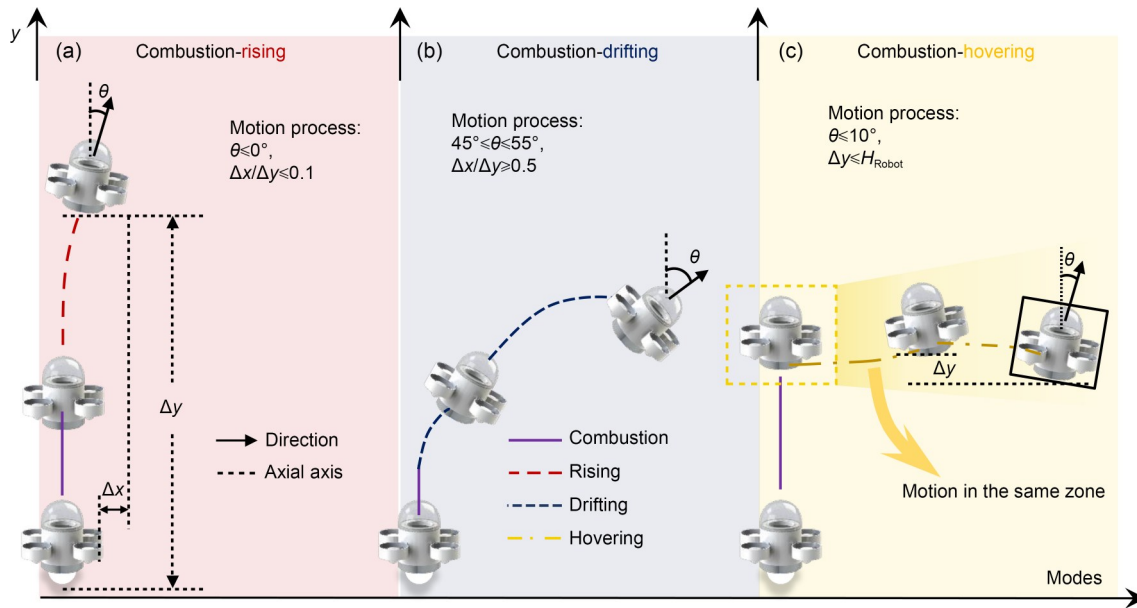 y
(a) Combustion-rising
θ
Motion process:
θ⩽0°,
Δx/Δy⩽0.1
Δy
Δx
Direction
Axial axis
(b) Combustion-drifting
Motion process:
45°⩽θ⩽55°,
Δx/Δy⩾0.5
θ
Combustion
Rising
Drifting
Hovering
(c) Combustion-hovering
Motion process:
θ⩽10°,
Δy⩽H_Robot
θ
Δy
Motion in the same zone
Modes